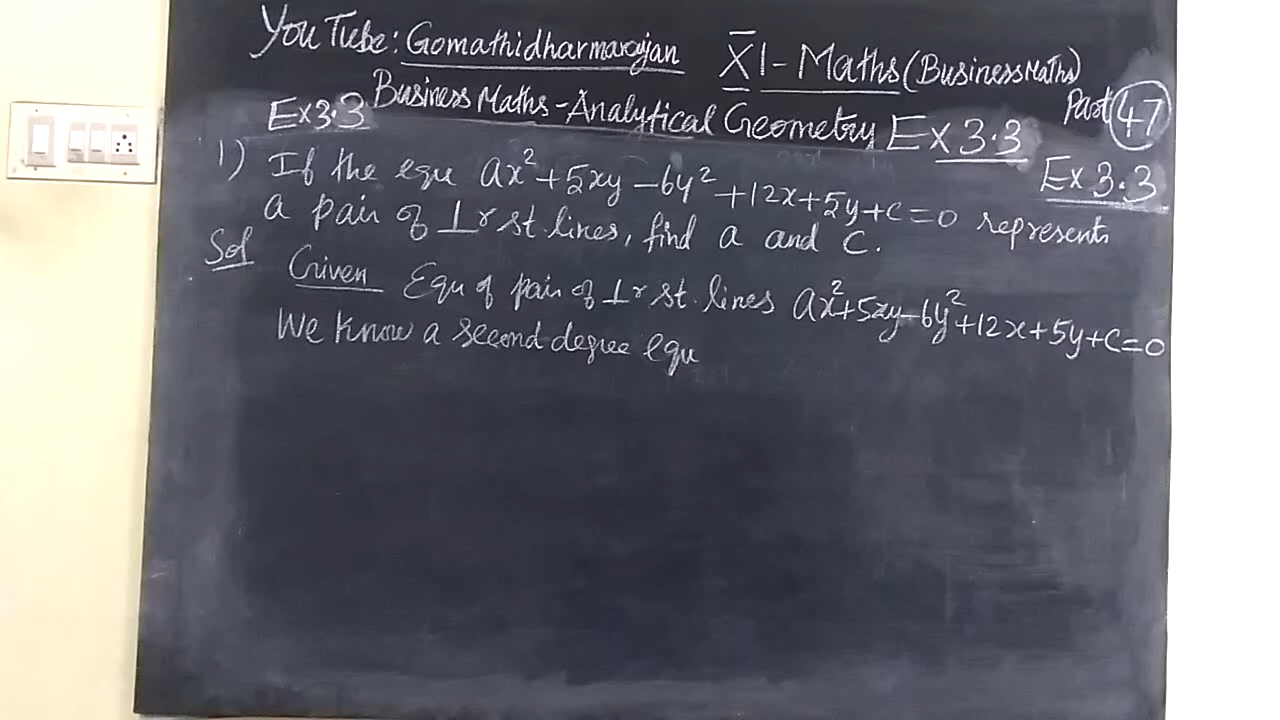 YouTube: Gomathidharmarajan XI - Maths (Business Maths)
Business Maths - Analytical Geometry Ex 3.3 Part 47
Ex 3.3
Ex 3.3
1) If the equ ax²+5xy-6y²+12x+5y+c=0 represents
a pair of ⊥r st. lines, find a and c.
Sol Given Equ of pair of ⊥r st. lines ax²+5xy-6y²+12x+5y+c=0
We know a second degree equ